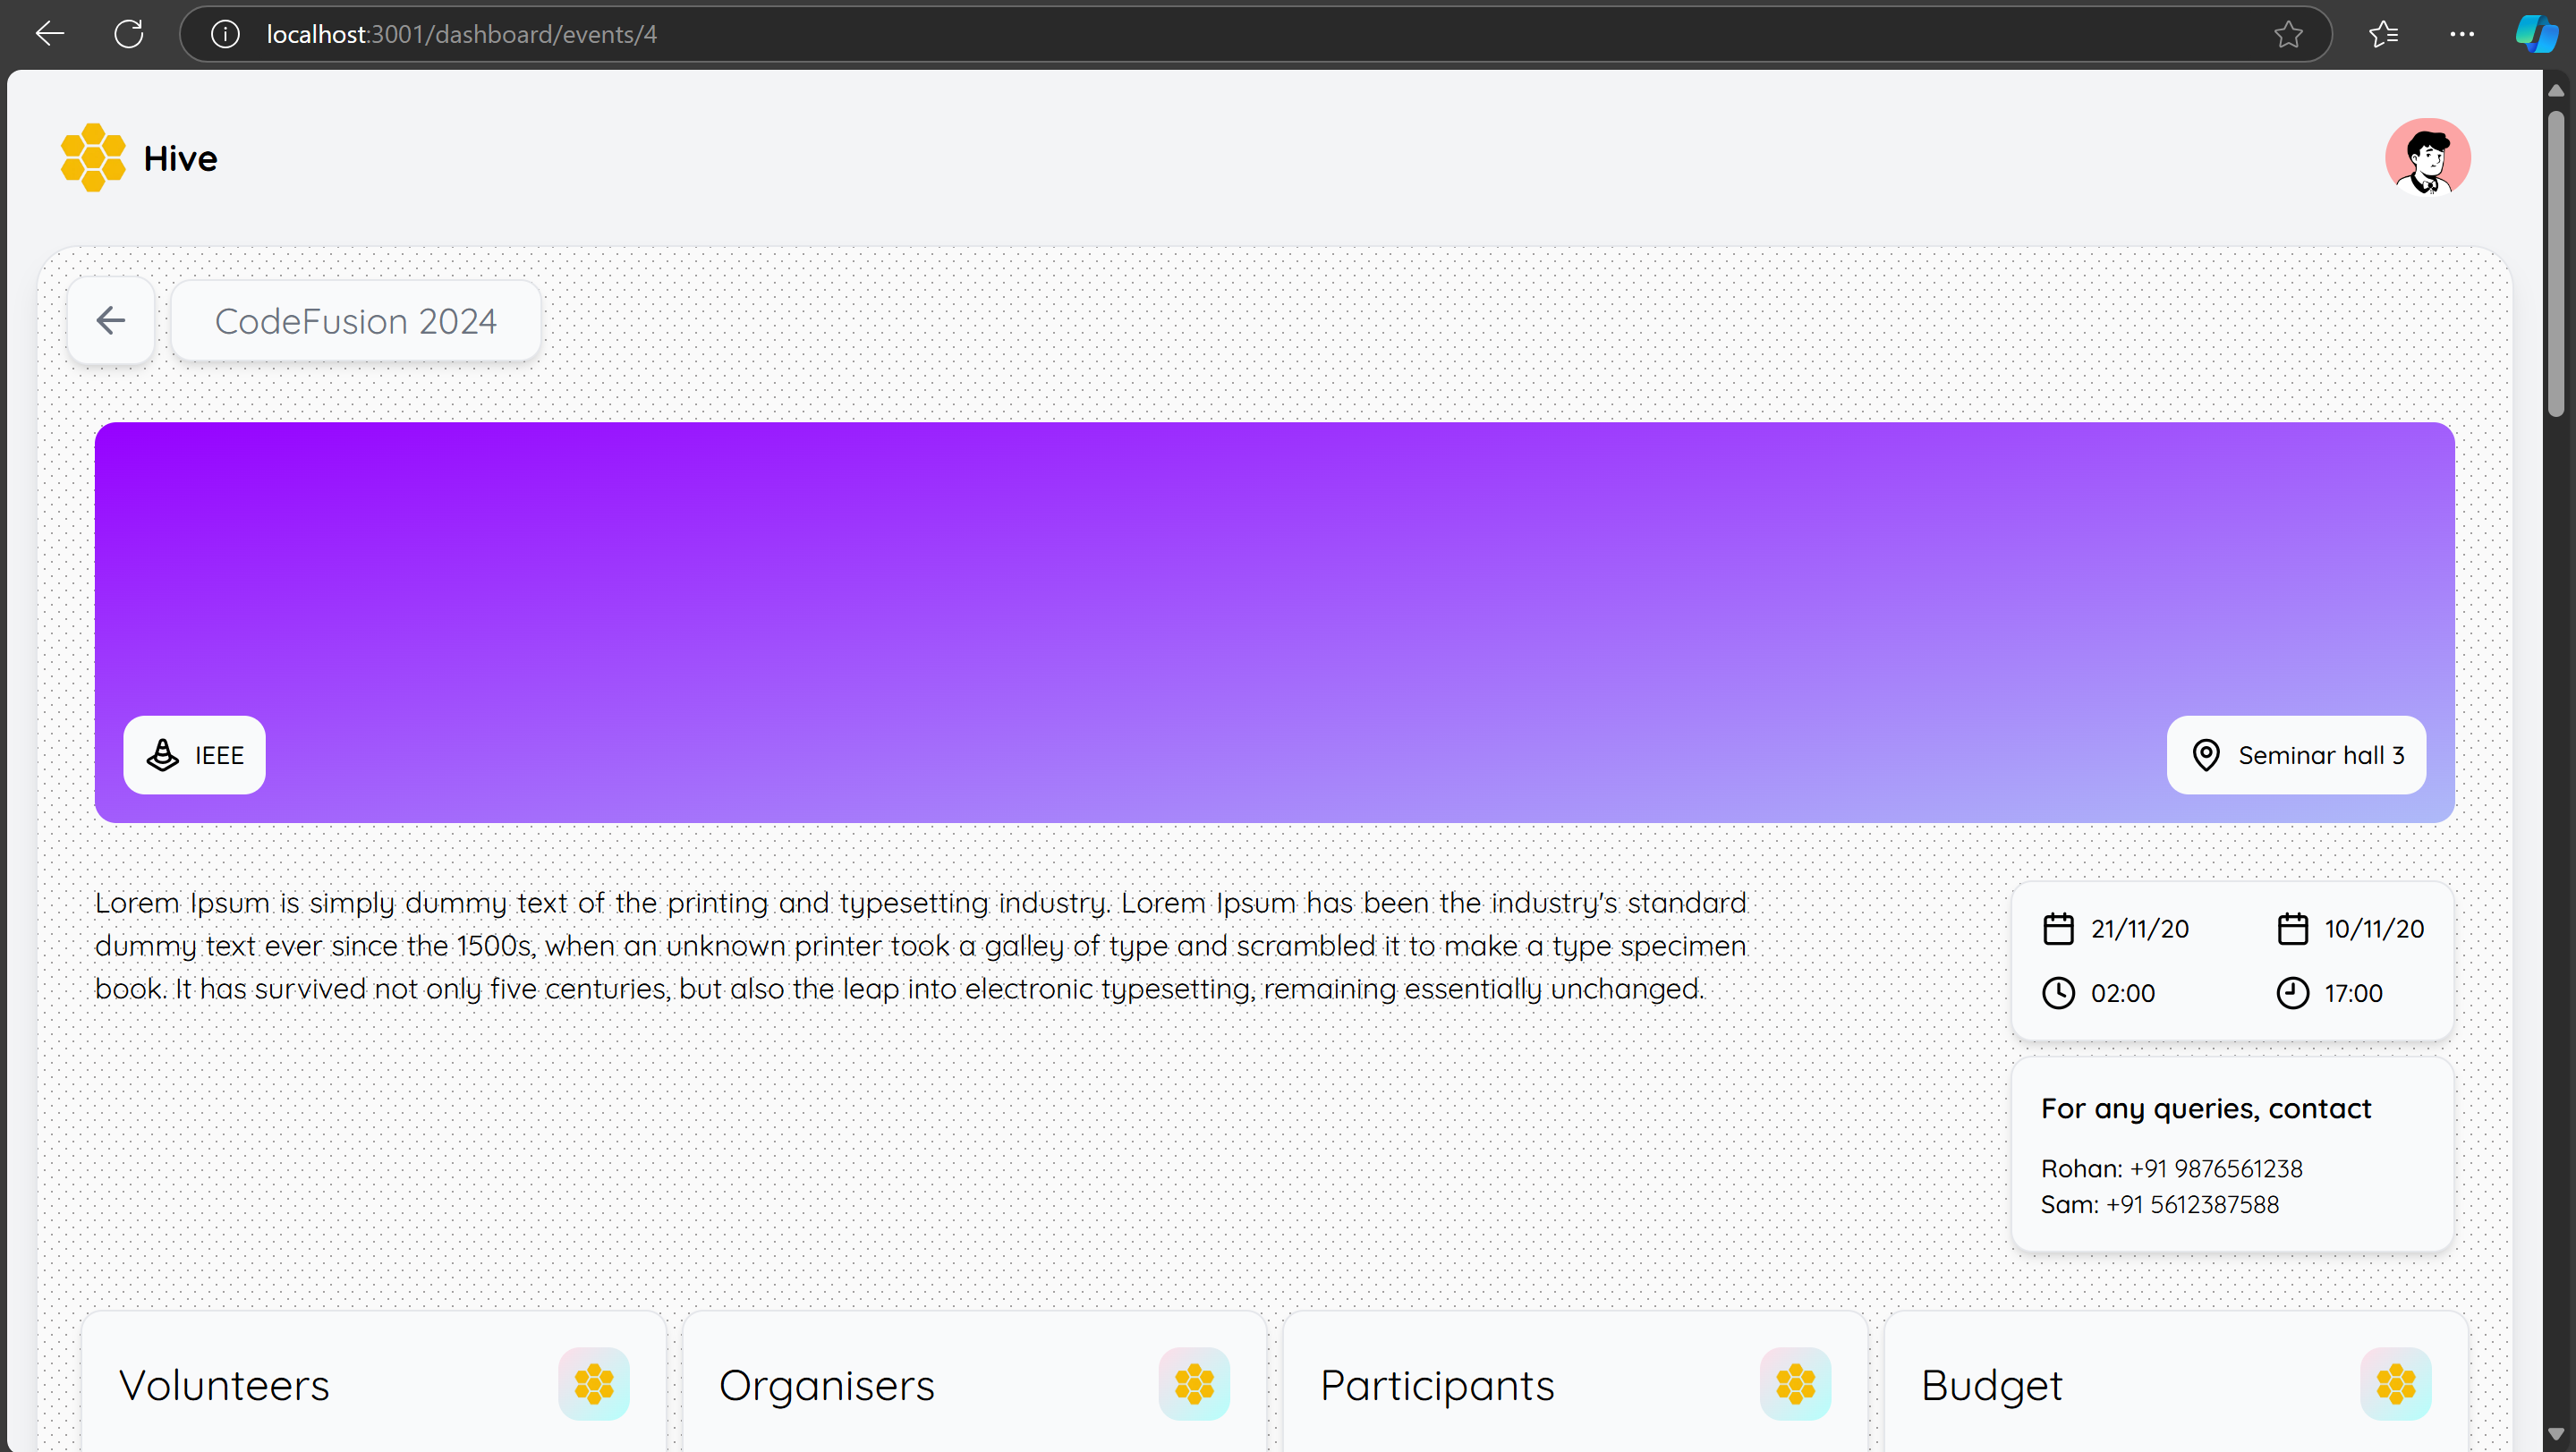 localhost:3001/dashboard/events/4
Hive
CodeFusion 2024
IEEE
Seminar hall 3
Lorem Ipsum is simply dummy text of the printing and typesetting industry. Lorem Ipsum has been the industry's standard
dummy text ever since the 1500s, when an unknown printer took a galley of type and scrambled it to make a type specimen
book. It has survived not only five centuries, but also the leap into electronic typesetting, remaining essentially unchanged.
21/11/20 10/11/20
02:00 17:00
For any queries, contact
Rohan: +91 9876561238
Sam: +91 5612387588
Volunteers Organisers Participants Budget